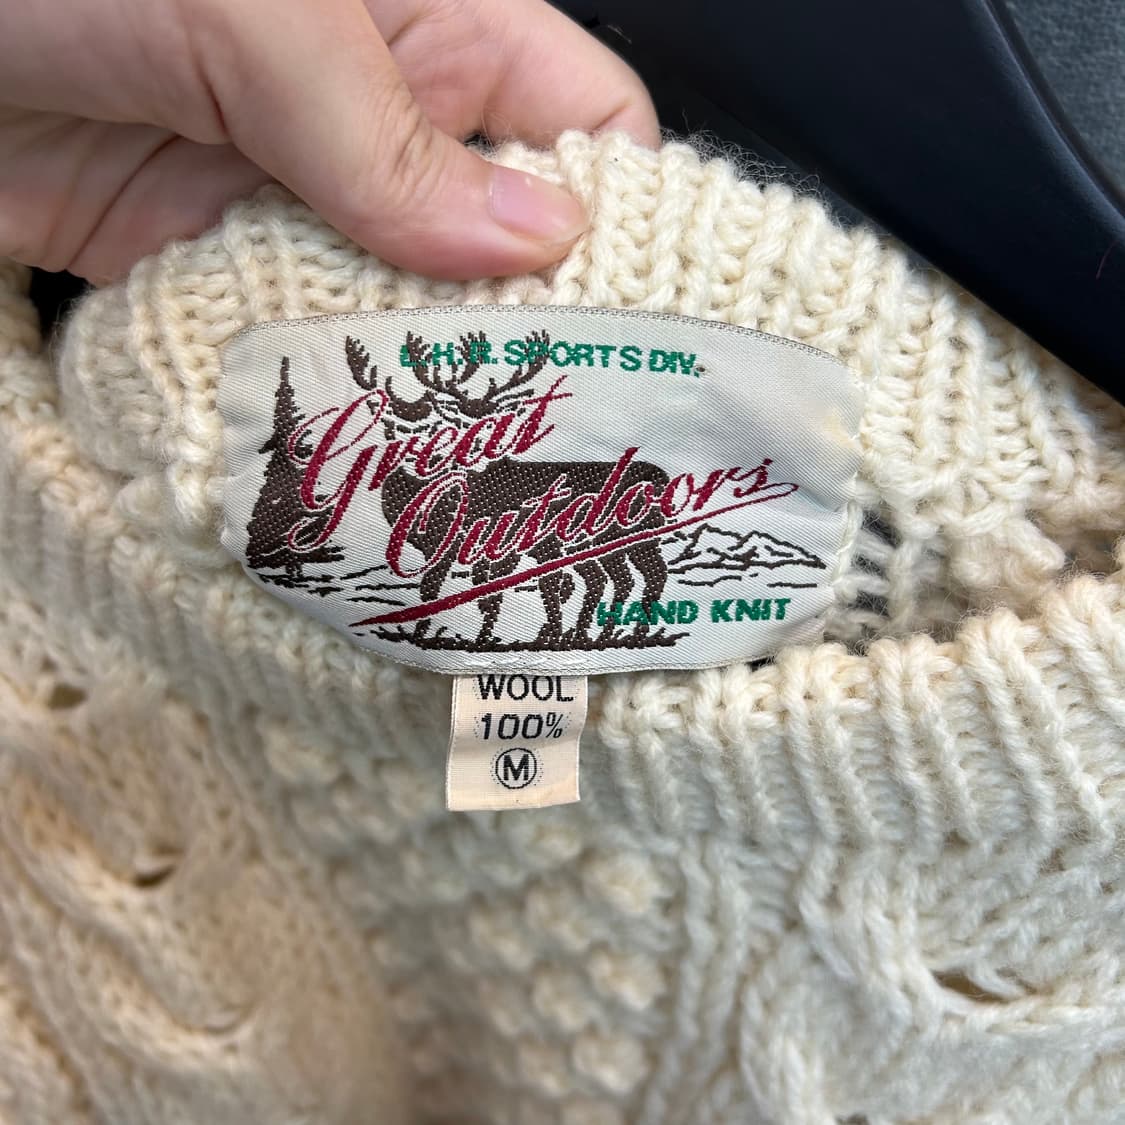 SPORTS DIV.
Great
Outdoors
HAND KNIT
WOOL
100%
M